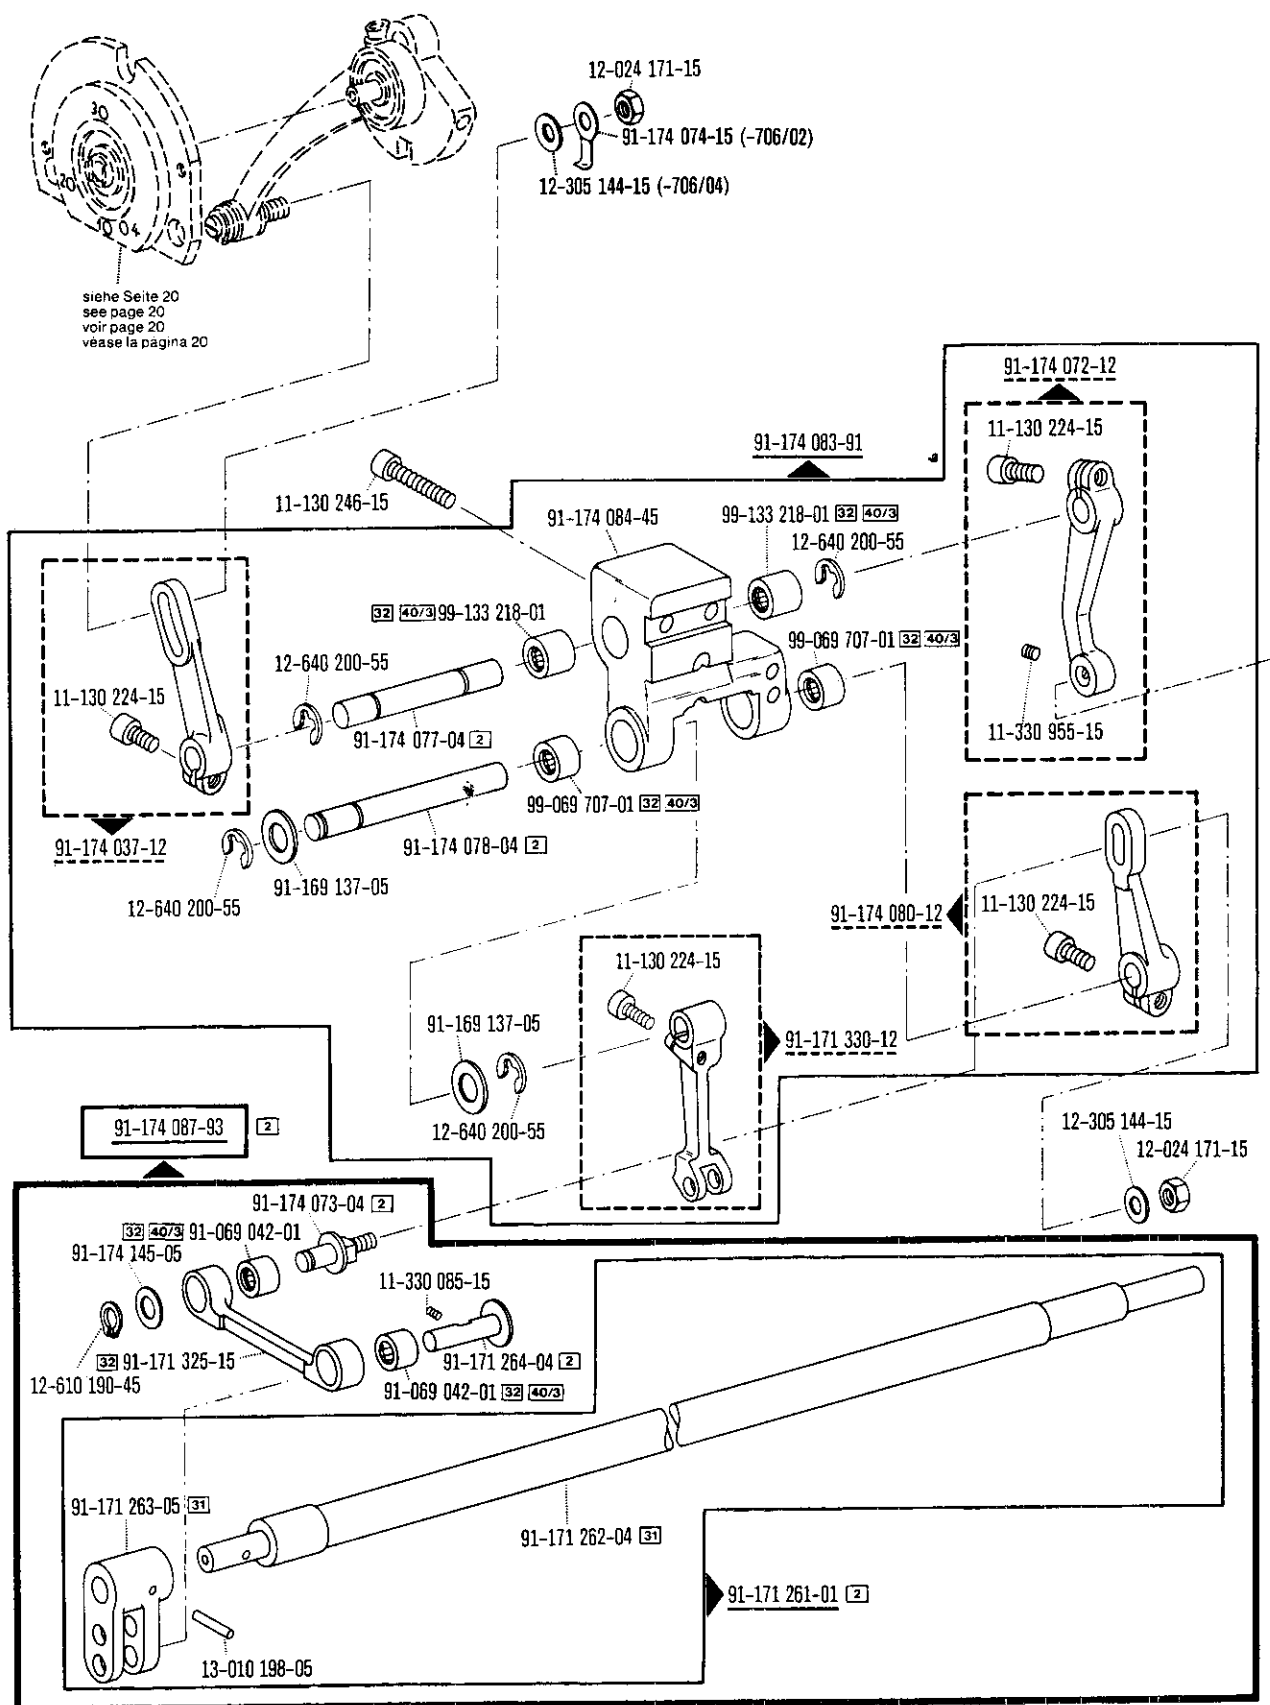 12-024 171-15
91-174 074-15 (-706/02)
12-305 144-15 (-706/04)
30
20
10
04
siehe Seite 20
see page 20
voir page 20
véase la página 20
91-174 072-12
11-130 224-15
91-174 083-91
11-130 246-15
91-174 084-45
99-133 218-01 32 40/3
12-640 200-55
32 40/3 99-133 218-01
99-069 707-01 32 40/3
12-640 200-55
11-130 224-15
91-174 077-04 2
11-330 955-15
99-069 707-01 32 40/3
91-174 037-12
91-174 078-04 2
91-169 137-05
12-640 200-55
91-174 080-12
11-130 224-15
11-130 224-15
91-169 137-05
91-171 330-12
12-640 200-55
91-174 087-93 2
12-305 144-15
12-024 171-15
91-174 073-04 2
32 40/3 91-069 042-01
91-174 145-05
11-330 085-15
32 91-171 325-15
91-171 264-04 2
12-610 190-45
91-069 042-01 32 40/3
91-171 263-05 31
91-171 262-04 31
91-171 261-01 2
13-010 198-05